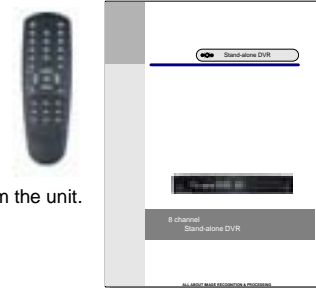 Stand-alone DVR
m the unit.
8 channel
Stand-alone DVR
ALL ABOUT IMAGE RECOGNITION & PROCESSING